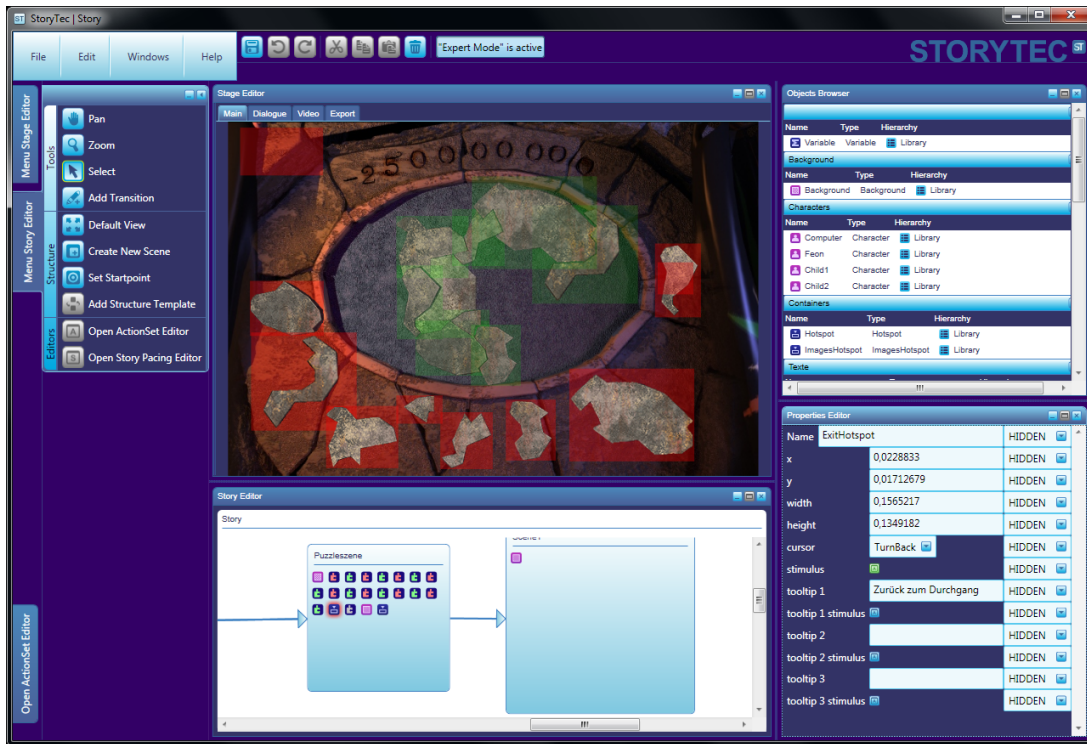 ST StoryTec | Story
File Edit Windows Help
"Expert Mode" is active
STORYTEC ST
Menu Stage Editor
Menu Story Editor
Open ActionSet Editor
Tools
Pan
Zoom
Select
Add Transition
Structure
Default View
Create New Scene
Set Startpoint
Add Structure Template
Editors
Open ActionSet Editor
Open Story Pacing Editor
Stage Editor
Main Dialogue Video Export
-2500000000
Story Editor
Story
Puzzleszene
Objects Browser
Name Type Hierarchy
Variable Variable Library
Background
Name Type Hierarchy
Background Background Library
Characters
Name Type Hierarchy
Computer Character Library
Feon Character Library
Child1 Character Library
Child2 Character Library
Containers
Name Type Hierarchy
Hotspot Hotspot Library
ImagesHotspot ImagesHotspot Library
Texte
Properties Editor
Name ExitHotspot HIDDEN
x 0,0228833 HIDDEN
y 0,01712679 HIDDEN
width 0,1565217 HIDDEN
height 0,1349182 HIDDEN
cursor TurnBack HIDDEN
stimulus HIDDEN
tooltip 1 Zurück zum Durchgang HIDDEN
tooltip 1 stimulus HIDDEN
tooltip 2 HIDDEN
tooltip 2 stimulus HIDDEN
tooltip 3 HIDDEN
tooltip 3 stimulus HIDDEN